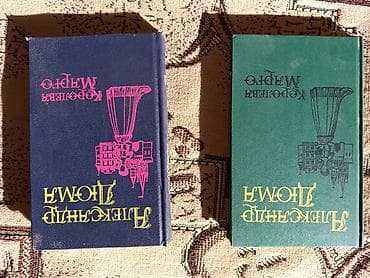 Александр
Дюма
Королева
Марго
Александр
Дюма
Королева
Марго